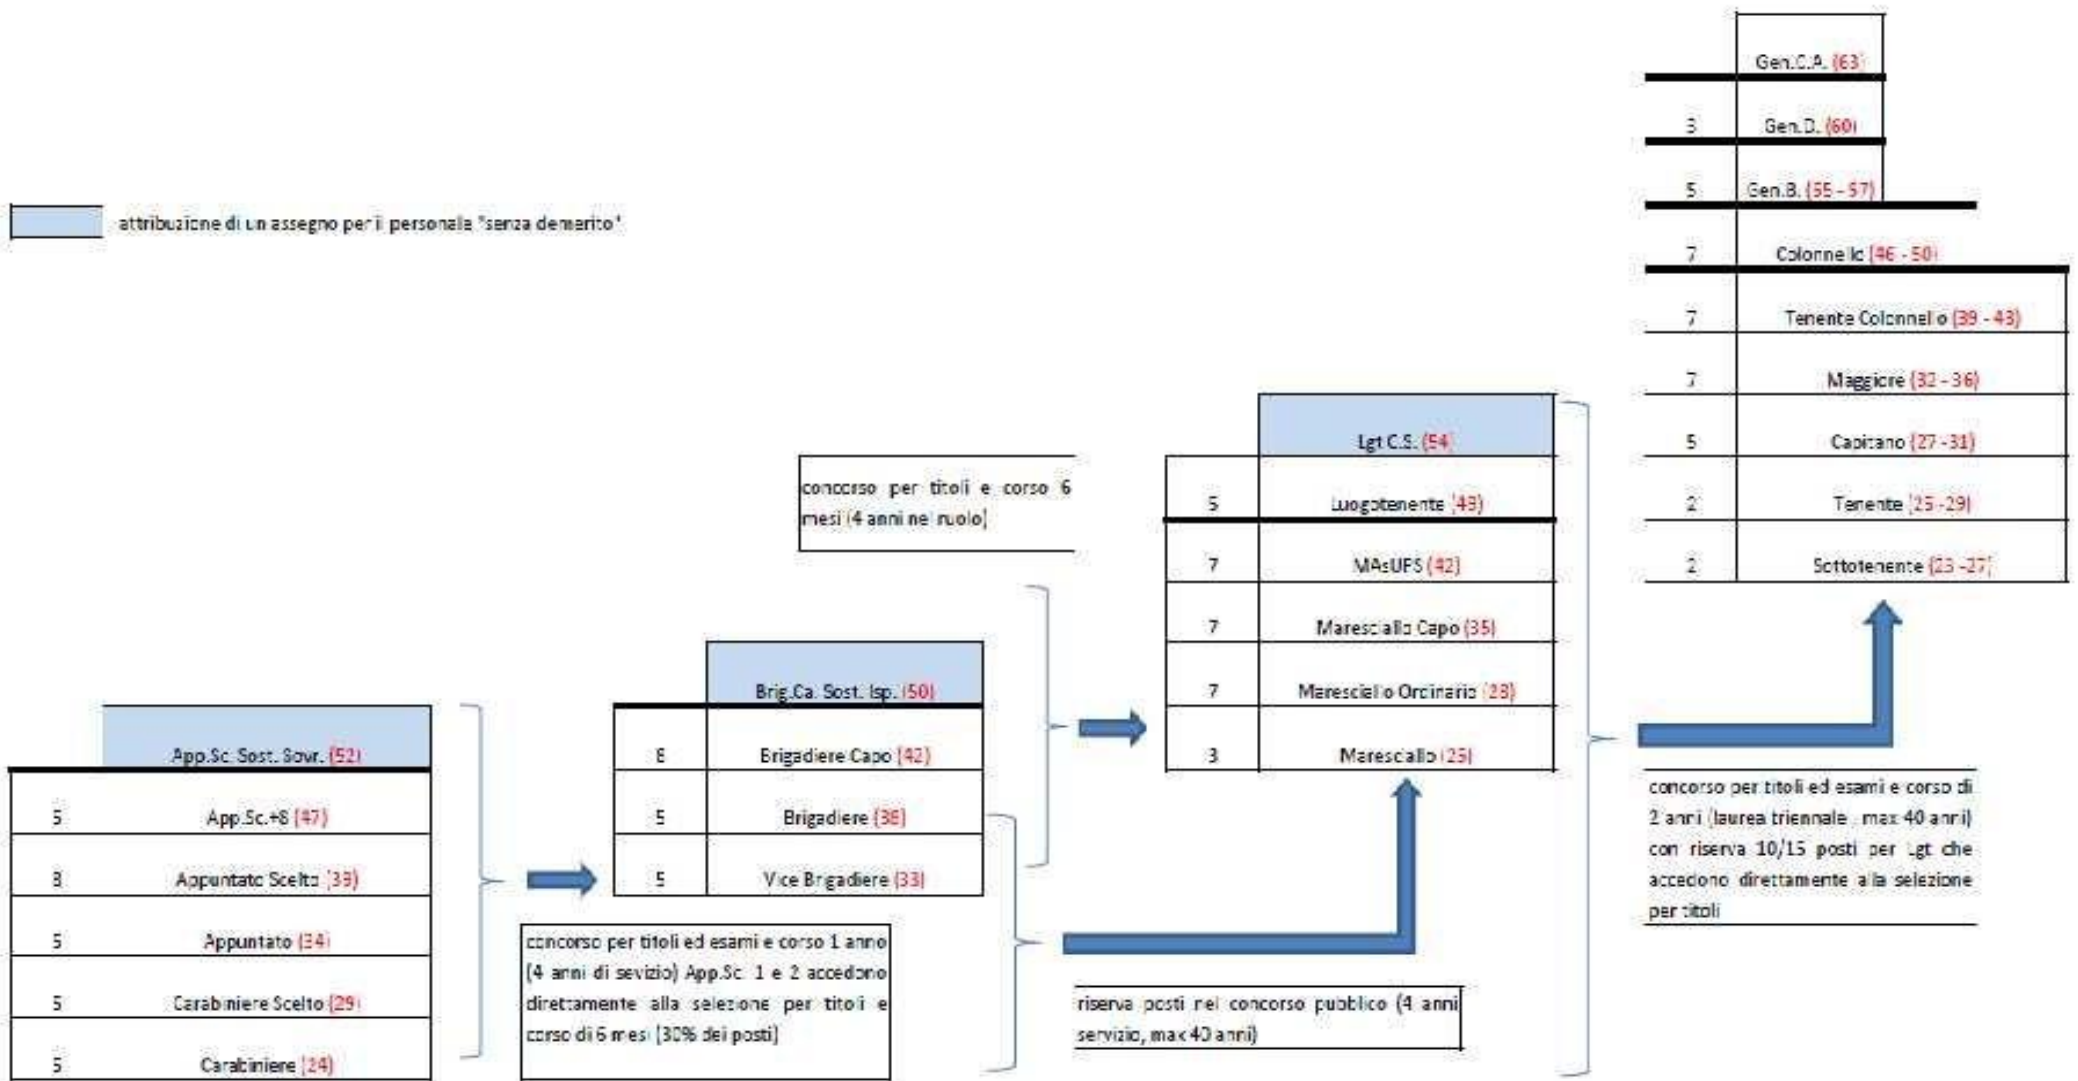 attribuzione di un assegno per il personale "senza demerito"
App.Sc. Sost. Sovr. (52)
5 App.Sc.+8 (47)
8 Appuntato Scelto (39)
5 Appuntato (34)
5 Carabiniere Scelto (29)
5 Carabiniere (24)
concorso per titoli ed esami e corso 1 anno
(4 anni di sevizio) App.Sc. 1 e 2 accedono
direttamente alla selezione per titoli e
corso di 6 mesi (30% dei posti)
Brig.Ca. Sost. Isp. (50)
8 Brigadiere Capo (42)
5 Brigadiere (38)
5 Vice Brigadiere (33)
concorso per titoli e corso 6
mesi (4 anni nel ruolo)
riserva posti nel concorso pubblico (4 anni
servizio, max 40 anni)
Lgt C.S. (54)
5 Luogotenente (49)
7 MAsUPS (42)
7 Maresciallo Capo (35)
7 Maresciallo Ordinario (28)
3 Maresciallo (25)
concorso per titoli ed esami e corso di
2 anni (laurea triennale , max 40 anni)
con riserva 10/15 posti per Lgt che
accedono direttamente alla selezione
per titoli
Gen.C.A. (63)
3 Gen.D. (60)
5 Gen.B. (55 - 57)
7 Colonnello (46 - 50)
7 Tenente Colonnello (39 - 43)
7 Maggiore (32 - 36)
5 Capitano (27 -31)
2 Tenente (25 -29)
2 Sottotenente (23 -27)